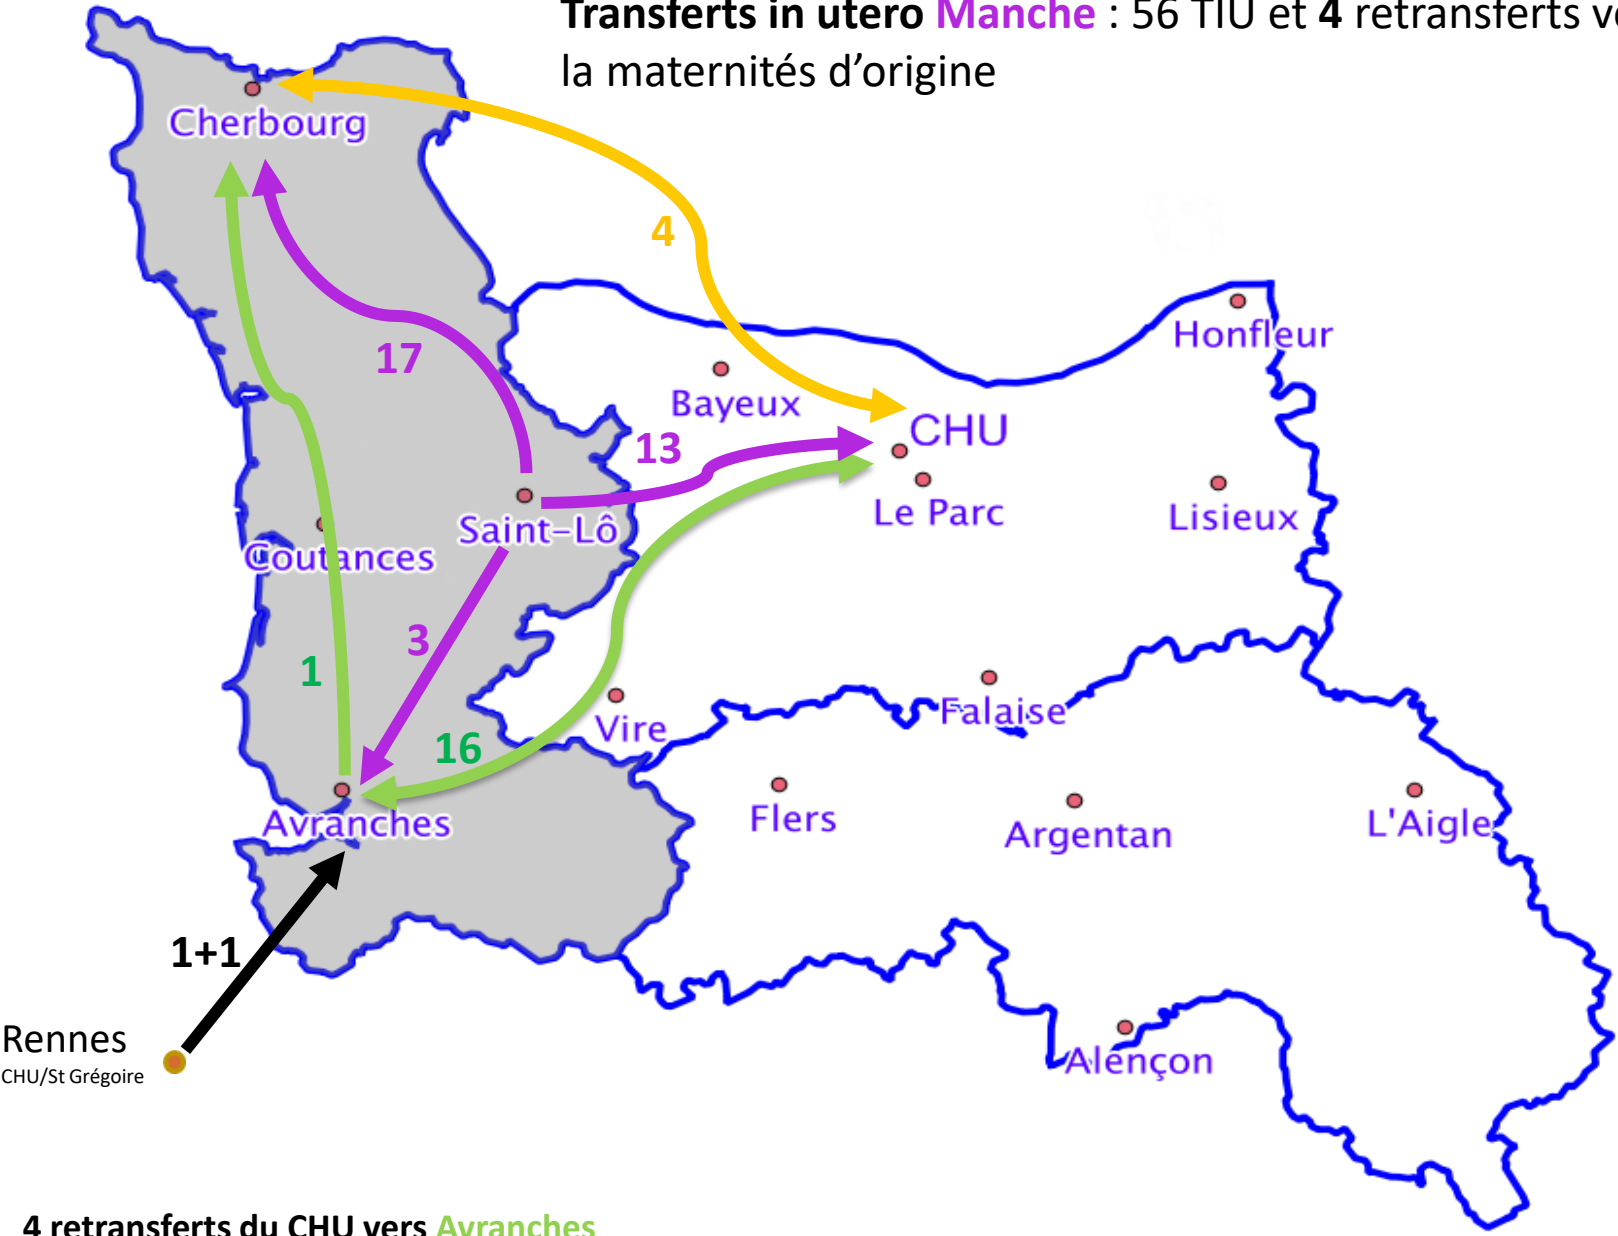 Transferts in utero Manche : 56 TIU et 4 retransferts
la maternités d’origine
Cherbourg
4
Honfleur
17
Bayeux
CHU
13
Le Parc
Lisieux
Saint-Lô
Coutances
3
1
Falaise
Vire
16
Flers
L'Aigle
Avranches
Argentan
1+1
Rennes
Alençon
CHU/St Grégoire
4 retransferts du CHU vers Avranches